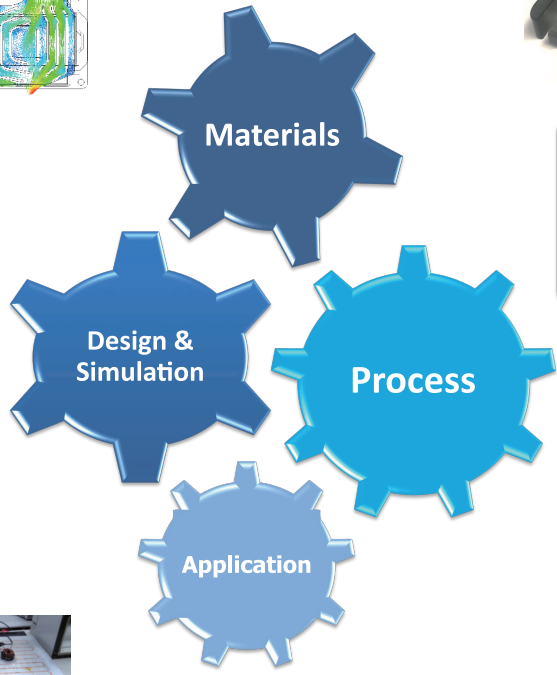 Materials
Design &
Simulation
Process
Application